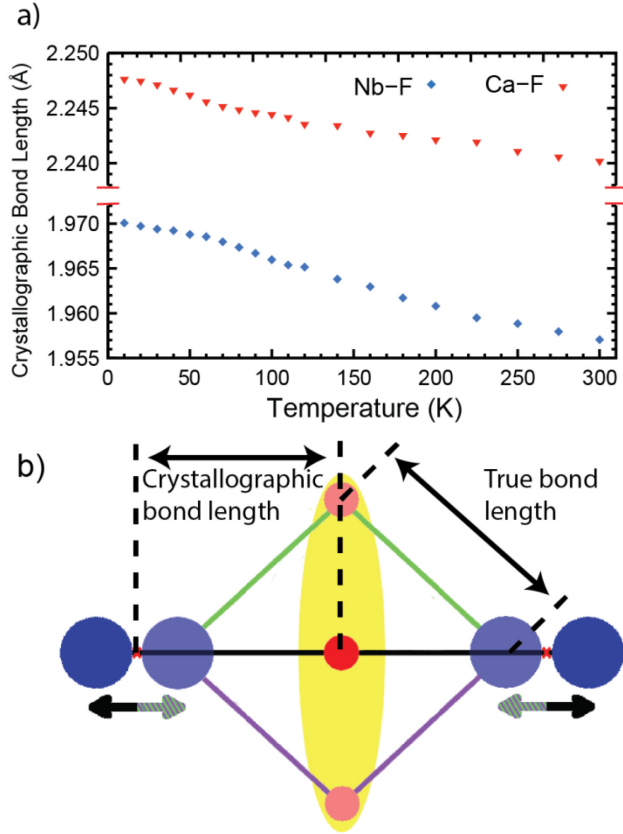 a)
Crystallographic Bond Length (Å)
2.250
2.245
2.240
1.970
1.965
1.960
1.955
Nb–F
Ca–F
0 50 100 150 200 250 300
Temperature (K)
b)
Crystallographic
bond length
True bond
length